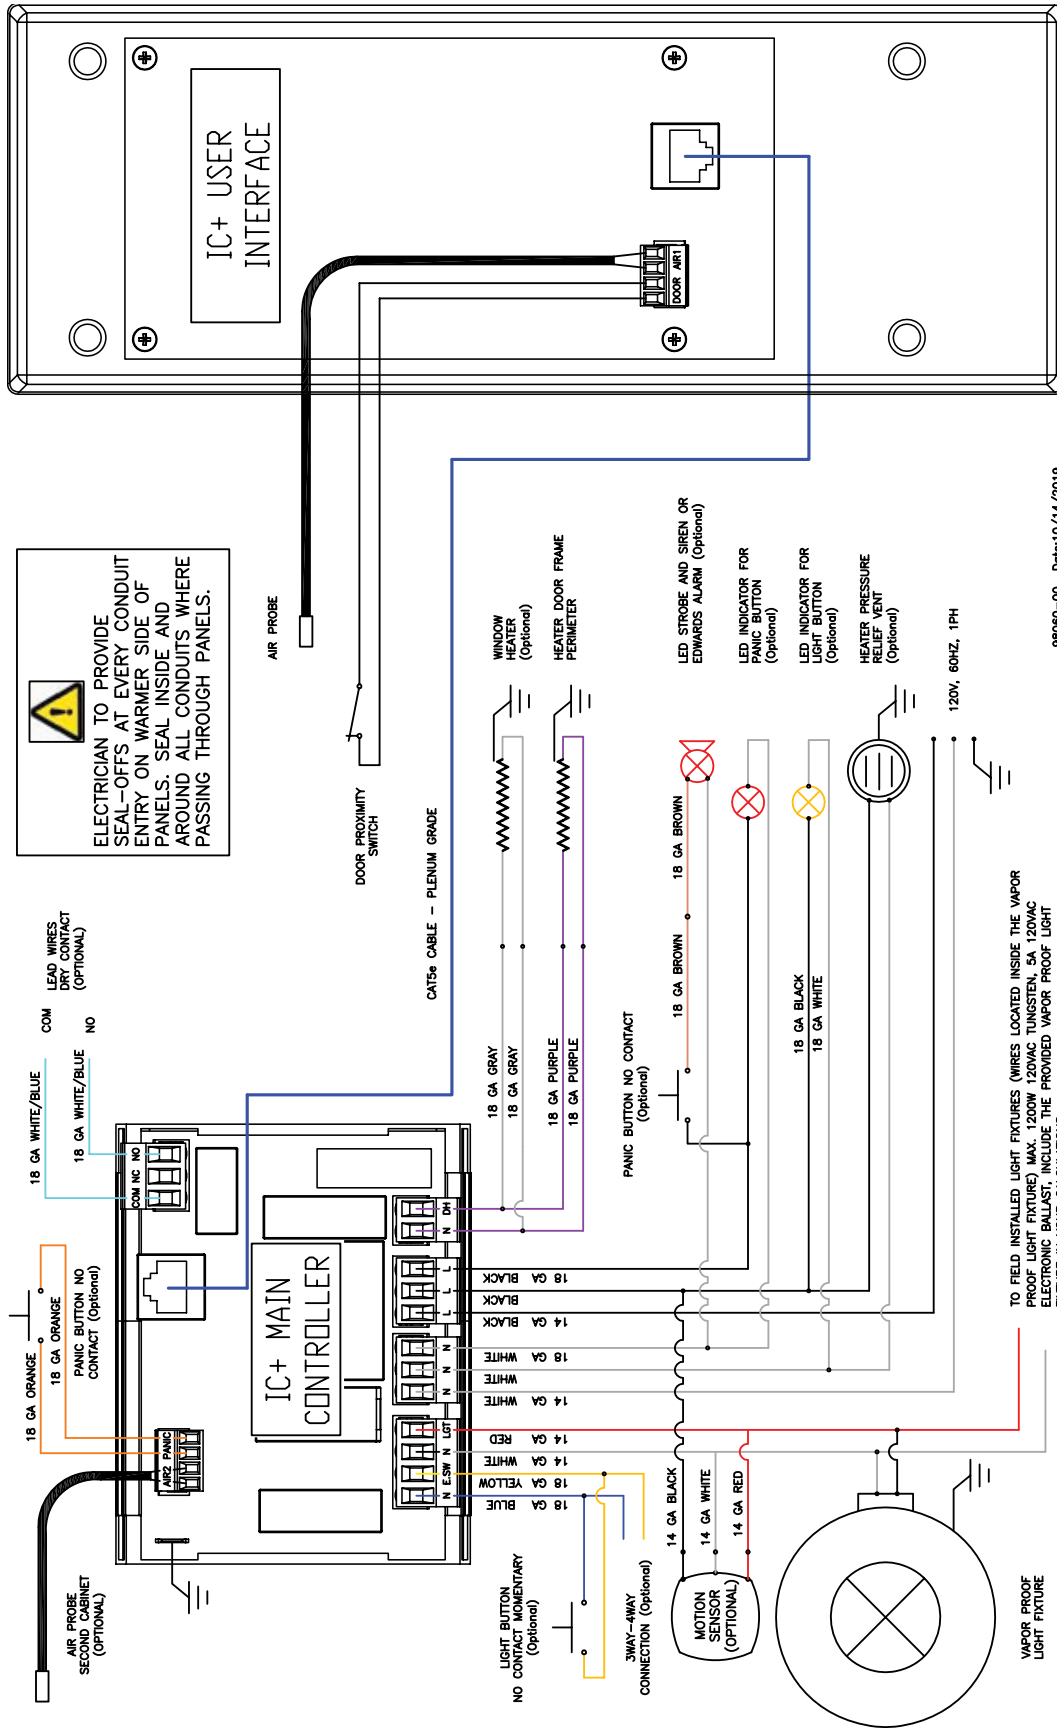 AIR PROBE
SECOND CABINET
(OPTIONAL)
18 GA ORANGE
18 GA ORANGE
PANIC BUTTON NO
CONTACT (Optional)
18 GA WHITE/BLUE
COM
18 GA WHITE/BLUE
NO
LEAD WIRES
DRY CONTACT
(OPTIONAL)
AIR2 PANIC
COM NC NO
IC+ MAIN
CONTROLLER
N E.SW N LGT
N N N
L L L
N DH
ELECTRICIAN TO PROVIDE
SEAL-OFFS AT EVERY CONDUIT
ENTRY ON WARMER SIDE OF
PANELS. SEAL INSIDE AND
AROUND ALL CONDUITS WHERE
PASSING THROUGH PANELS.
IC+ USER
INTERFACE
DOOR AIR1
AIR PROBE
DOOR PROXIMITY
SWITCH
CAT5e CABLE - PLENUM GRADE
18 GA BLUE
18 GA YELLOW
14 GA WHITE
14 GA RED
14 GA WHITE
WHITE
18 GA WHITE
14 GA BLACK
BLACK
18 GA BLACK
18 GA GRAY
18 GA GRAY
WINDOW
HEATER
(Optional)
18 GA PURPLE
18 GA PURPLE
HEATER DOOR FRAME
PERIMETER
LIGHT BUTTON
NO CONTACT MOMENTARY
(Optional)
3WAY-4WAY
CONNECTION (Optional)
PANIC BUTTON NO CONTACT
(Optional)
18 GA BROWN
18 GA BROWN
LED STROBE AND SIREN OR
EDWARDS ALARM (Optional)
LED INDICATOR FOR
PANIC BUTTON
(Optional)
18 GA BLACK
18 GA WHITE
LED INDICATOR FOR
LIGHT BUTTON
(Optional)
HEATER PRESSURE
RELIEF VENT
(Optional)
120V, 60HZ, 1PH
14 GA BLACK
14 GA WHITE
14 GA RED
MOTION
SENSOR
(OPTIONAL)
VAPOR PROOF
LIGHT FIXTURE
TO FIELD INSTALLED LIGHT FIXTURES (WIRES LOCATED INSIDE THE VAPOR
PROOF LIGHT FIXTURE) MAX. 1200W 120VAC TUNGSTEN, 5A 120VAC
ELECTRONIC BALLAST, INCLUDE THE PROVIDED VAPOR PROOF LIGHT